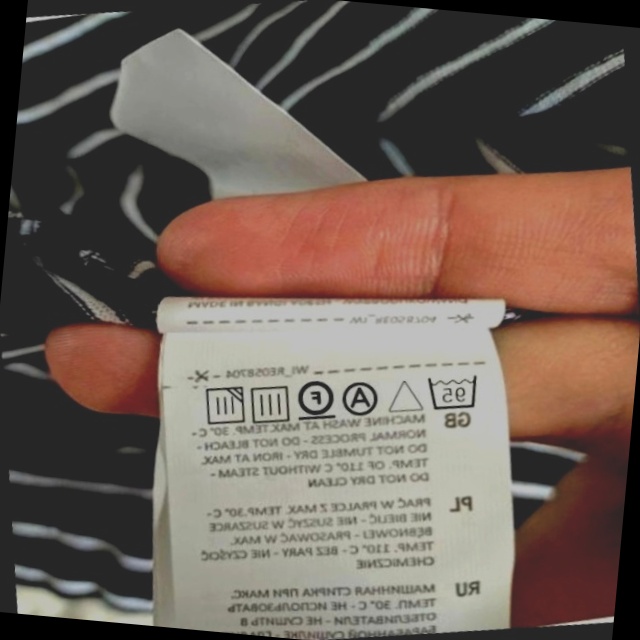 WI_RE058704
95 A F
GB MACHINE WASH AT MAX.TEMP. 30˚C -
NORMAL PROCESS - DO NOT BLEACH -
DO NOT TUMBLE DRY - IRON AT MAX.
TEMP. OF 110˚C WITHOUT STEAM -
DO NOT DRY CLEAN
PL PRAĆ W PRALCE Z MAX. TEMP.30˚C -
NIE BIELIĆ - NIE SUSZYĆ W SUSZARCE
BĘBNOWEJ - PRASOWAĆ W MAX.
TEMP. 110˚C - BEZ PARY - NIE CZYŚCIĆ
CHEMICZNIE
RU МАШИННАЯ СТИРКА ПРИ МАКС.
ТЕМП. 30˚C - НЕ ИСПОЛЬЗОВАТЬ
ОТБЕЛИВАТЕЛИ - НЕ СУШИТЬ В
БАРАБАННОЙ СУШИЛКЕ